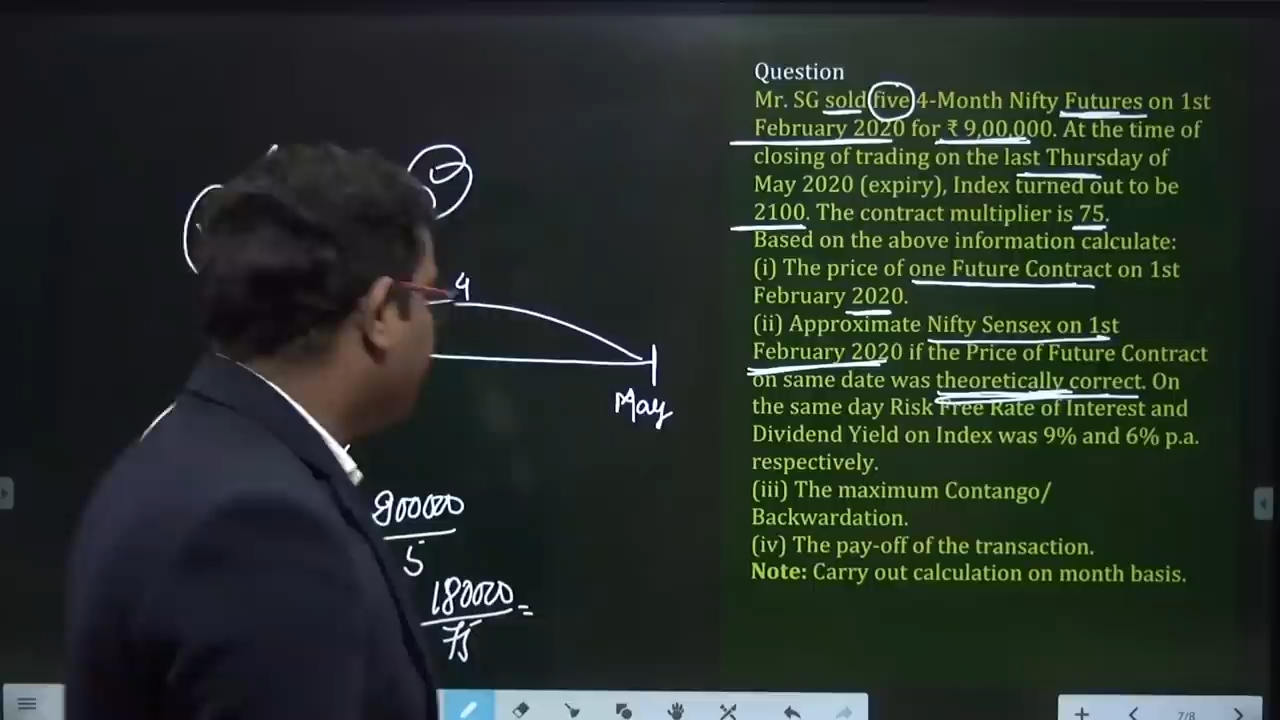 Question
Mr. SG sold five 4-Month Nifty Futures on 1st
February 2020 for ₹ 9,00,000. At the time of
closing of trading on the last Thursday of
May 2020 (expiry), Index turned out to be
2100. The contract multiplier is 75.
Based on the above information calculate:
(i) The price of one Future Contract on 1st
February 2020.
(ii) Approximate Nifty Sensex on 1st
February 2020 if the Price of Future Contract
on same date was theoretically correct. On
the same day Risk Free Rate of Interest and
Dividend Yield on Index was 9% and 6% p.a.
respectively.
(iii) The maximum Contango/
Backwardation.
(iv) The pay-off of the transaction.
Note: Carry out calculation on month basis.
4
May
900000
5
180000
75
=
7/8